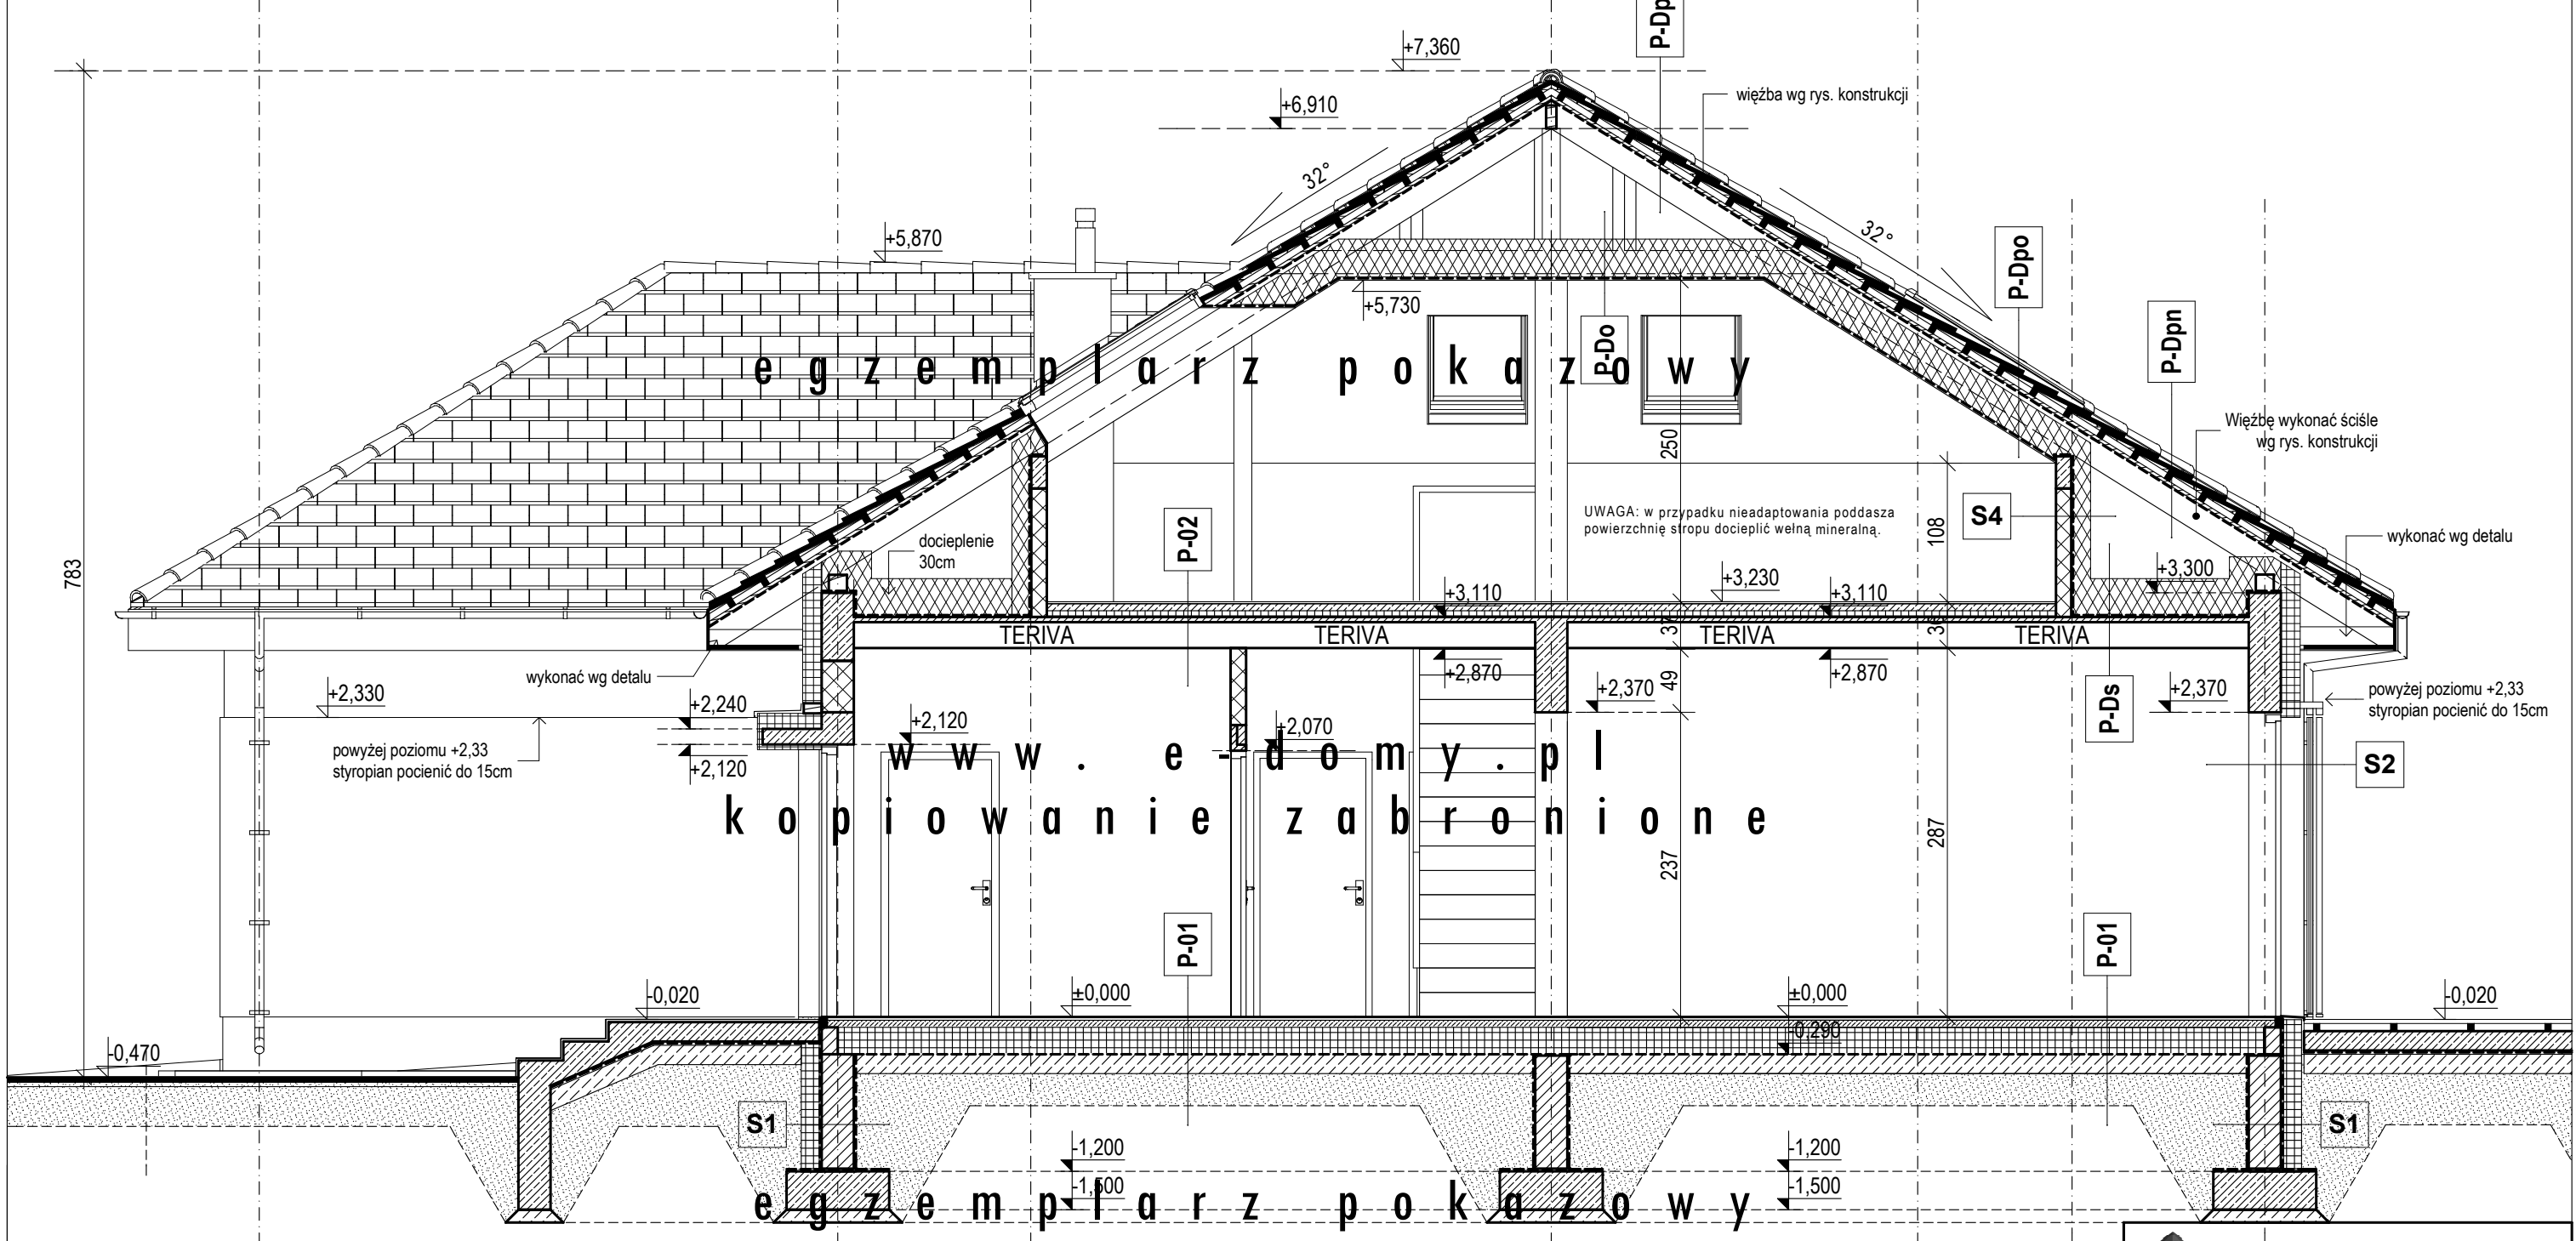 P-Dp
+7,360
więźba wg rys. konstrukcji
+6,910
32°
32°
+5,870
P-Dpo
+5,730
P-Do
P-Dpn
e g z e m p l a r z p o k a z o w y
Więźbę wykonać ściśle
wg rys. konstrukcji
250
UWAGA: w przypadku nieadaptowania poddasza
powierzchnię stropu docieplić wełną mineralną.
S4
108
P-02
docieplenie
30cm
wykonać wg detalu
783
+3,300
+3,110
+3,230
+3,110
37
36
TERIVA
TERIVA
TERIVA
TERIVA
wykonać wg detalu
+2,870
+2,870
49
+2,330
+2,240
+2,120
+2,120
+2,070
+2,370
+2,370
P-Ds
powyżej poziomu +2,33
styropian pocienić do 15cm
powyżej poziomu +2,33
styropian pocienić do 15cm
w w w . e - d o m y . p l
S2
k o p i o w a n i e z a b r o n i o n e
237
287
P-01
P-01
-0,020
±0,000
±0,000
-0,020
-0,290
-0,470
S1
S1
-1,200
-1,200
-1,500
-1,500
e g z e m p l a r z p o k a z o w y